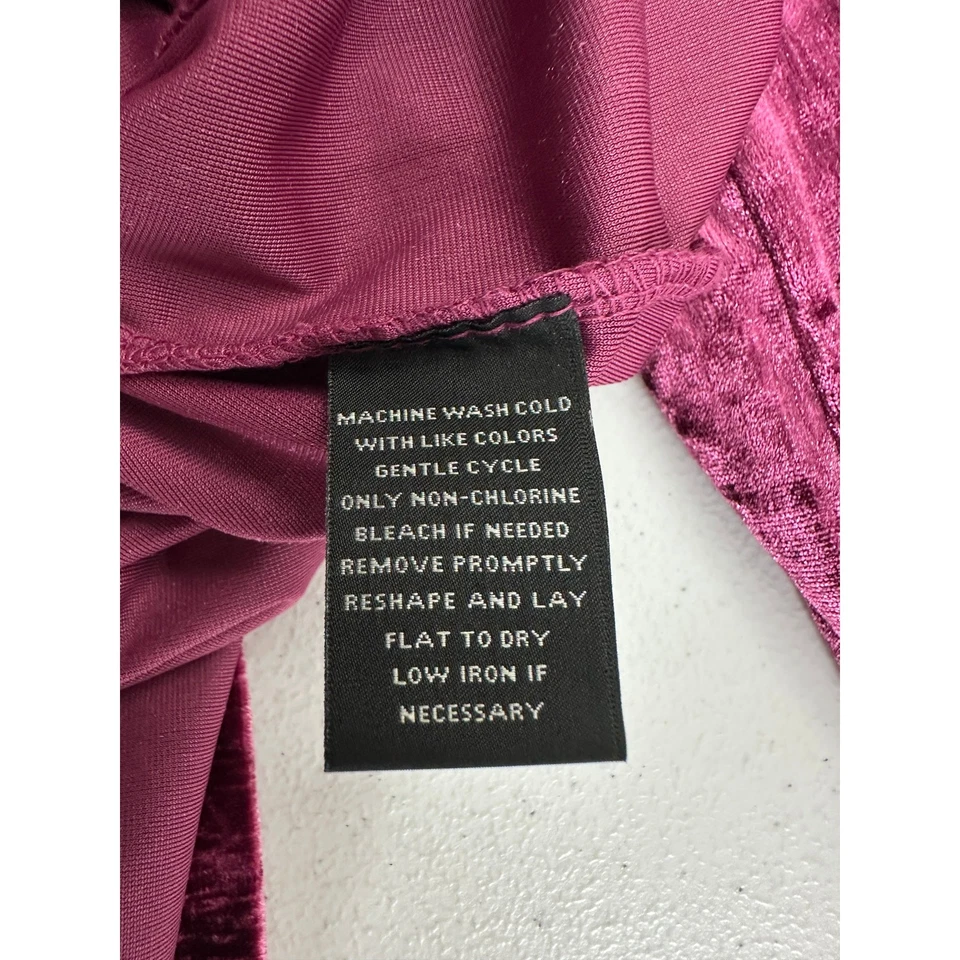 MACHINE WASH COLD
WITH LIKE COLORS
GENTLE CYCLE
ONLY NON-CHLORINE
BLEACH IF NEEDED
REMOVE PROMPTLY
RESHAPE AND LAY
FLAT TO DRY
LOW IRON IF
NECESSARY